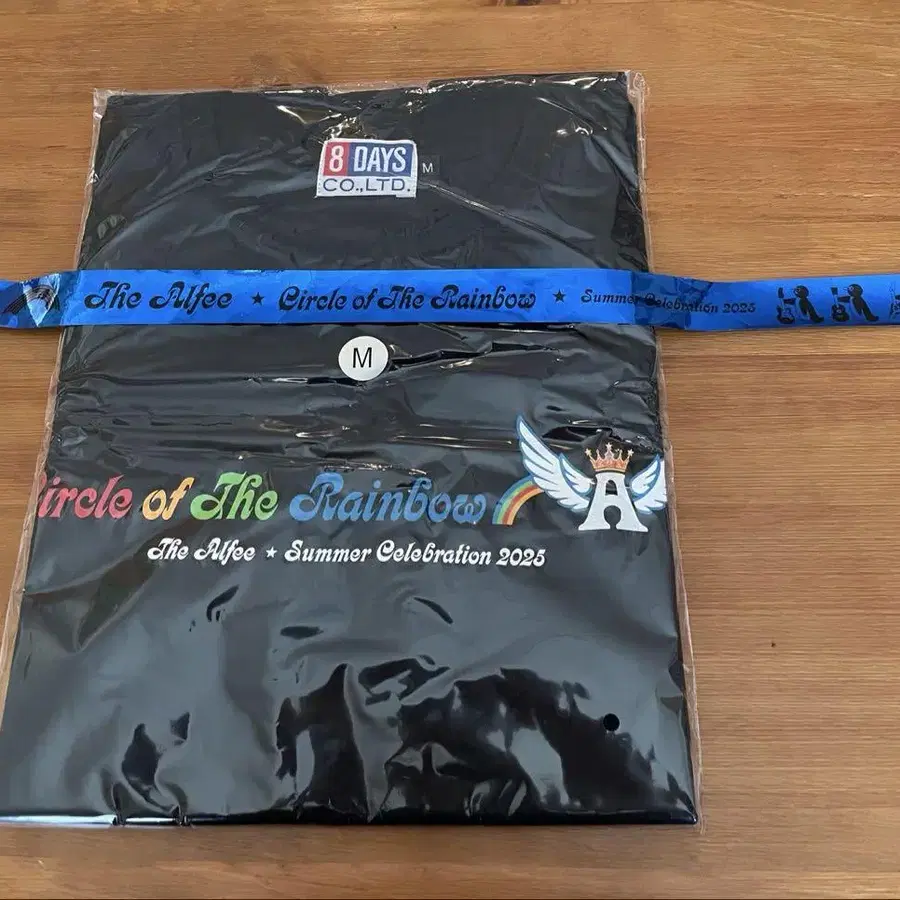 8 DAYS
CO.,LTD.
M
The Alfee ★ Circle of The Rainbow ★ Summer Celebration 2025
M
Circle of The Rainbow
A
The Alfee ★ Summer Celebration 2025